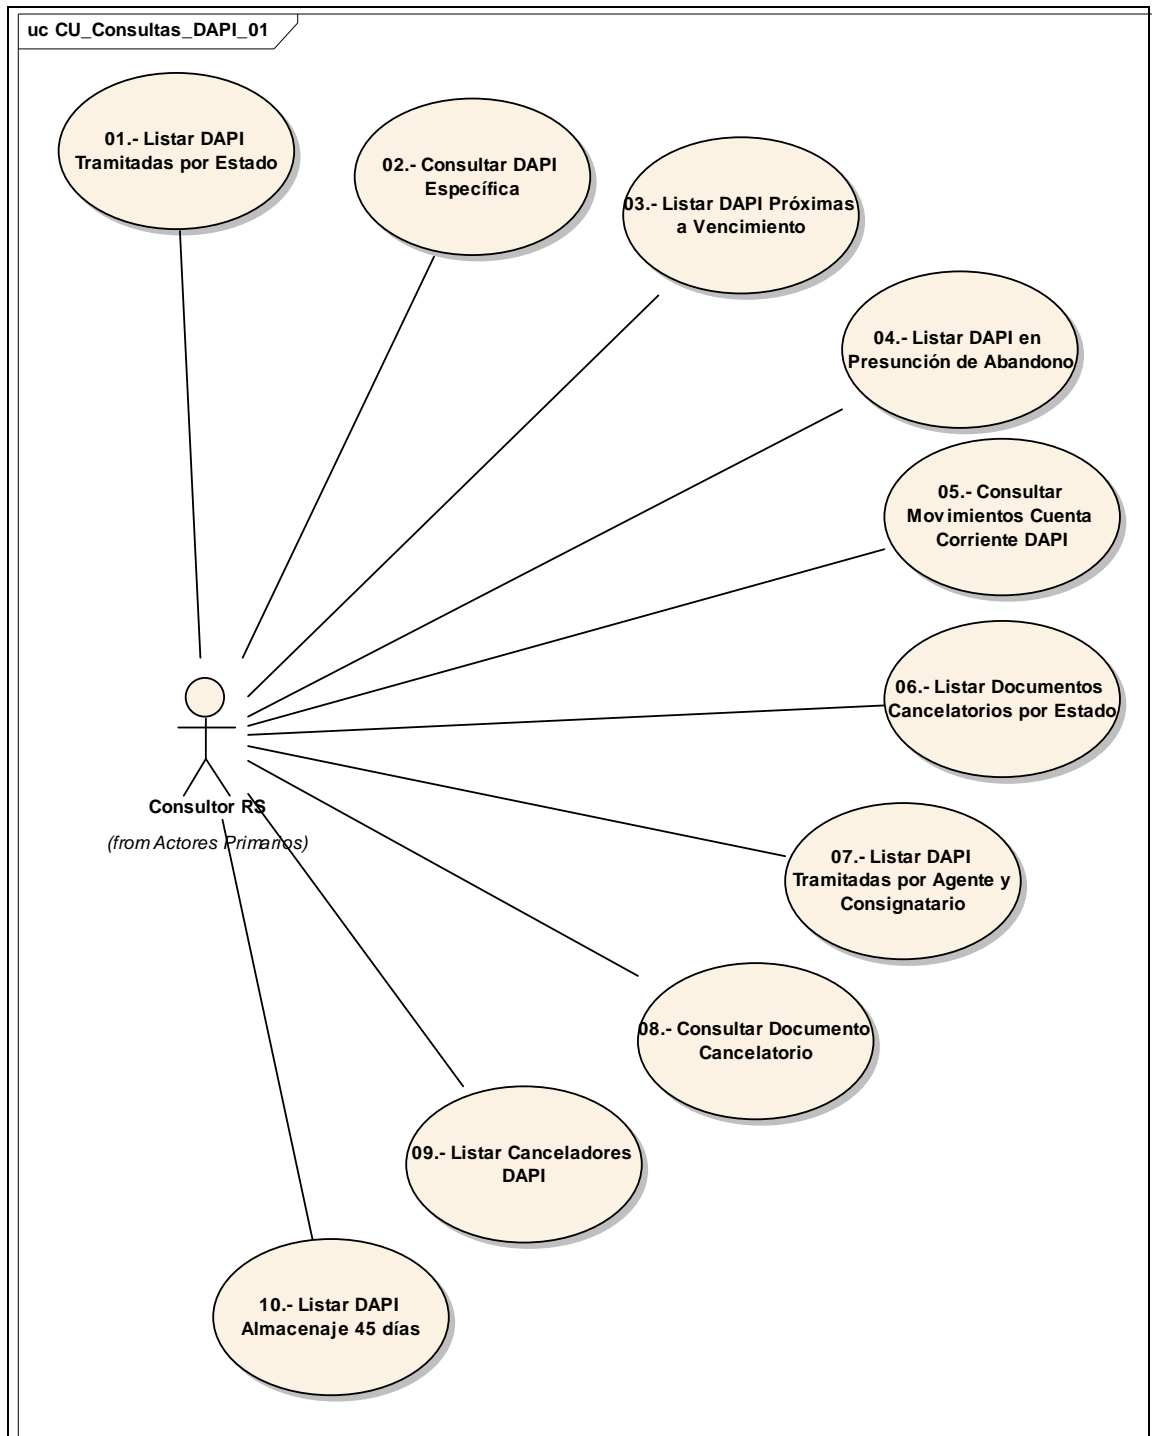 uc CU_Consultas_DAPI_01
01.- Listar DAPI
Tramitadas por Estado
02.- Consultar DAPI
Específica
03.- Listar DAPI Próximas
a Vencimiento
04.- Listar DAPI en
Presunción de Abandono
05.- Consultar
Movimientos Cuenta
Corriente DAPI
06.- Listar Documentos
Cancelatorios por Estado
Consultor RS
(from Actores Primarios)
07.- Listar DAPI
Tramitadas por Agente y
Consignatario
08.- Consultar Documento
Cancelatorio
09.- Listar Canceladores
DAPI
10.- Listar DAPI
Almacenaje 45 días